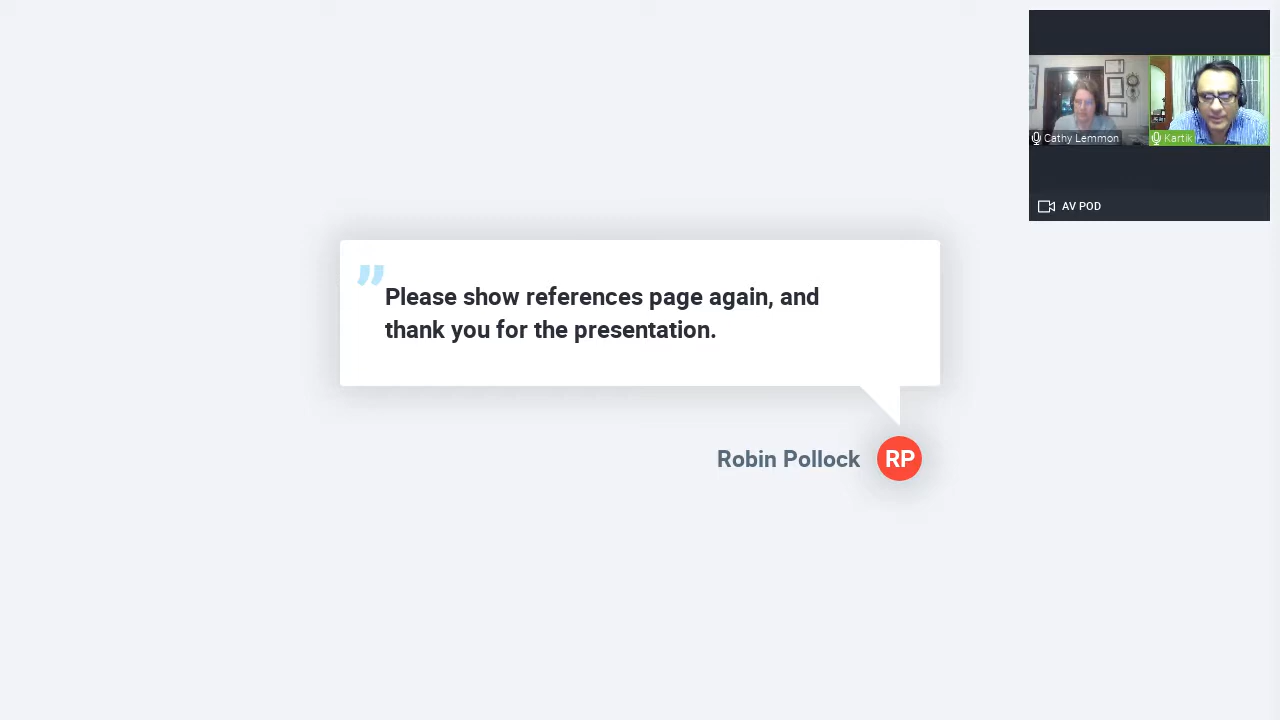 Cathy Lemmon
Kartik
AV POD
Please show references page again, and
thank you for the presentation.
Robin Pollock
RP